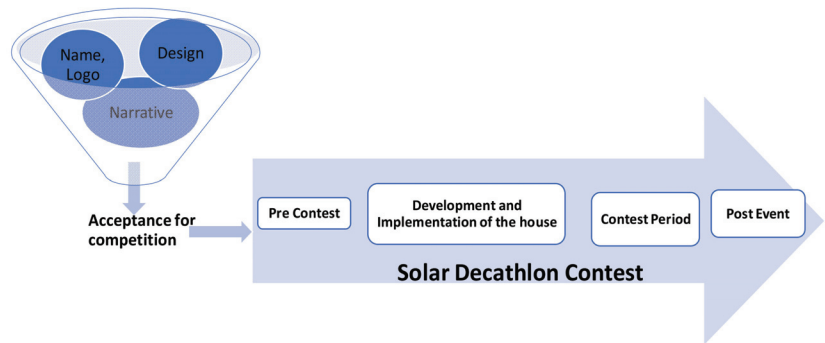 Name,
Logo
Design
Narrative
Acceptance for
competition
Pre Contest
Development and
Implementation of the house
Contest Period
Post Event
Solar Decathlon Contest